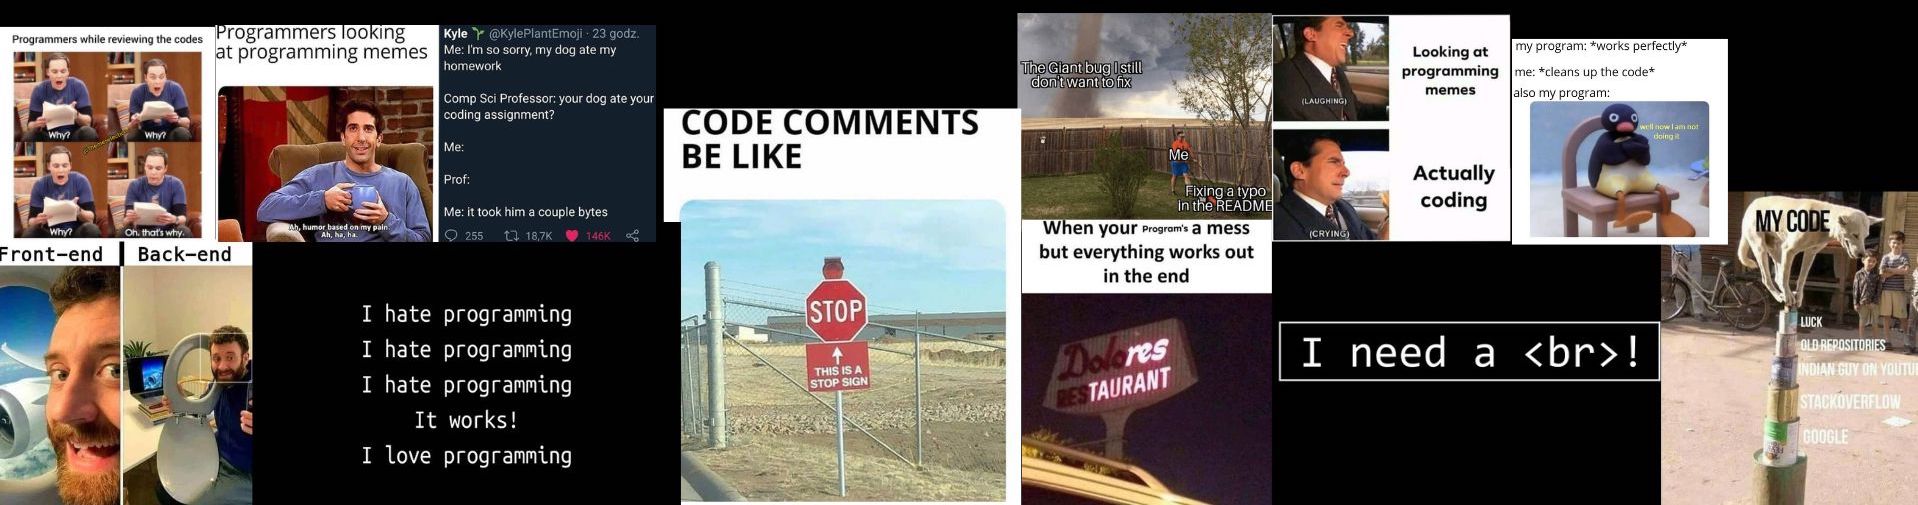 Programmers while reviewing the codes
Why?
Why?
Why?
Oh, that's why.
Programmers looking
at programming memes
Ah, humor based on my pain.
Ah, ha, ha.
Kyle @KylePlantEmoji · 23 godz.
Me: I'm so sorry, my dog ate my
homework
Comp Sci Professor: your dog ate your
coding assignment?
Me:
Prof:
Me: it took him a couple bytes
255 18,7K 146K
Front-end | Back-end
I hate programming
I hate programming
I hate programming
It works!
I love programming
CODE COMMENTS
BE LIKE
STOP
THIS IS A
STOP SIGN
The Giant bug I still
don't want to fix
Me
Fixing a typo
in the README
When your Program's a mess
but everything works out
in the end
Dolores
RESTAURANT
(LAUGHING)
Looking at
programming
memes
(CRYING)
Actually
coding
I need a <br>!
my program: *works perfectly*
me: *cleans up the code*
also my program:
well now I am not
doing it
MY CODE
LUCK
OLD REPOSITORIES
INDIAN GUY ON YOUTU
STACKOVERFLOW
GOOGLE